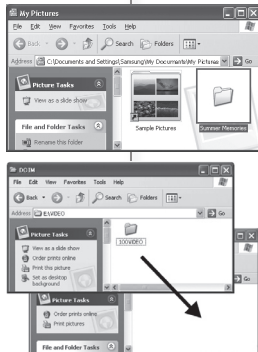 My Pictures
File Edit View Favorites Tools Help
Back Search Folders
Address C:\Documents and Settings\Samsung\My Documents\My Pictures Go
Picture Tasks
View as a slide show
File and Folder Tasks
Rename this folder
Sample Pictures
Summer Memories
DCIM
File Edit View Favorites Tools Help
Back Search Folders
Address E:\VIDEO Go
Picture Tasks
View as a slide show
Order prints online
Print this picture
Set as desktop
background
100VIDEO
Go
Picture Tasks
Order prints online
Print pictures
File and Folder Tasks